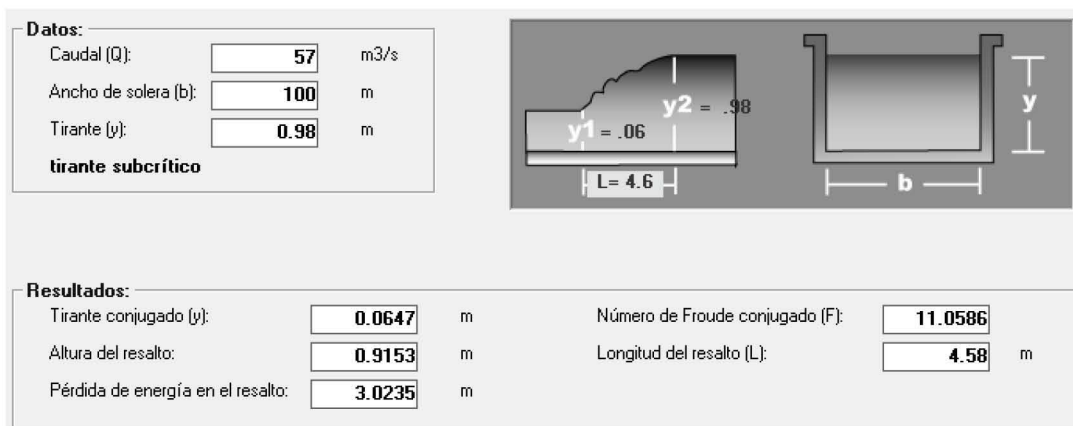 Datos:
Caudal (Q): 57 m3/s
Ancho de solera (b): 100 m
Tirante (y): 0.98 m
tirante subcrítico
y1 = .06
y2 = .98
L= 4.6
y
b
Resultados:
Tirante conjugado (y): 0.0647 m
Número de Froude conjugado (F): 11.0586
Altura del resalto: 0.9153 m
Longitud del resalto (L): 4.58 m
Pérdida de energía en el resalto: 3.0235 m